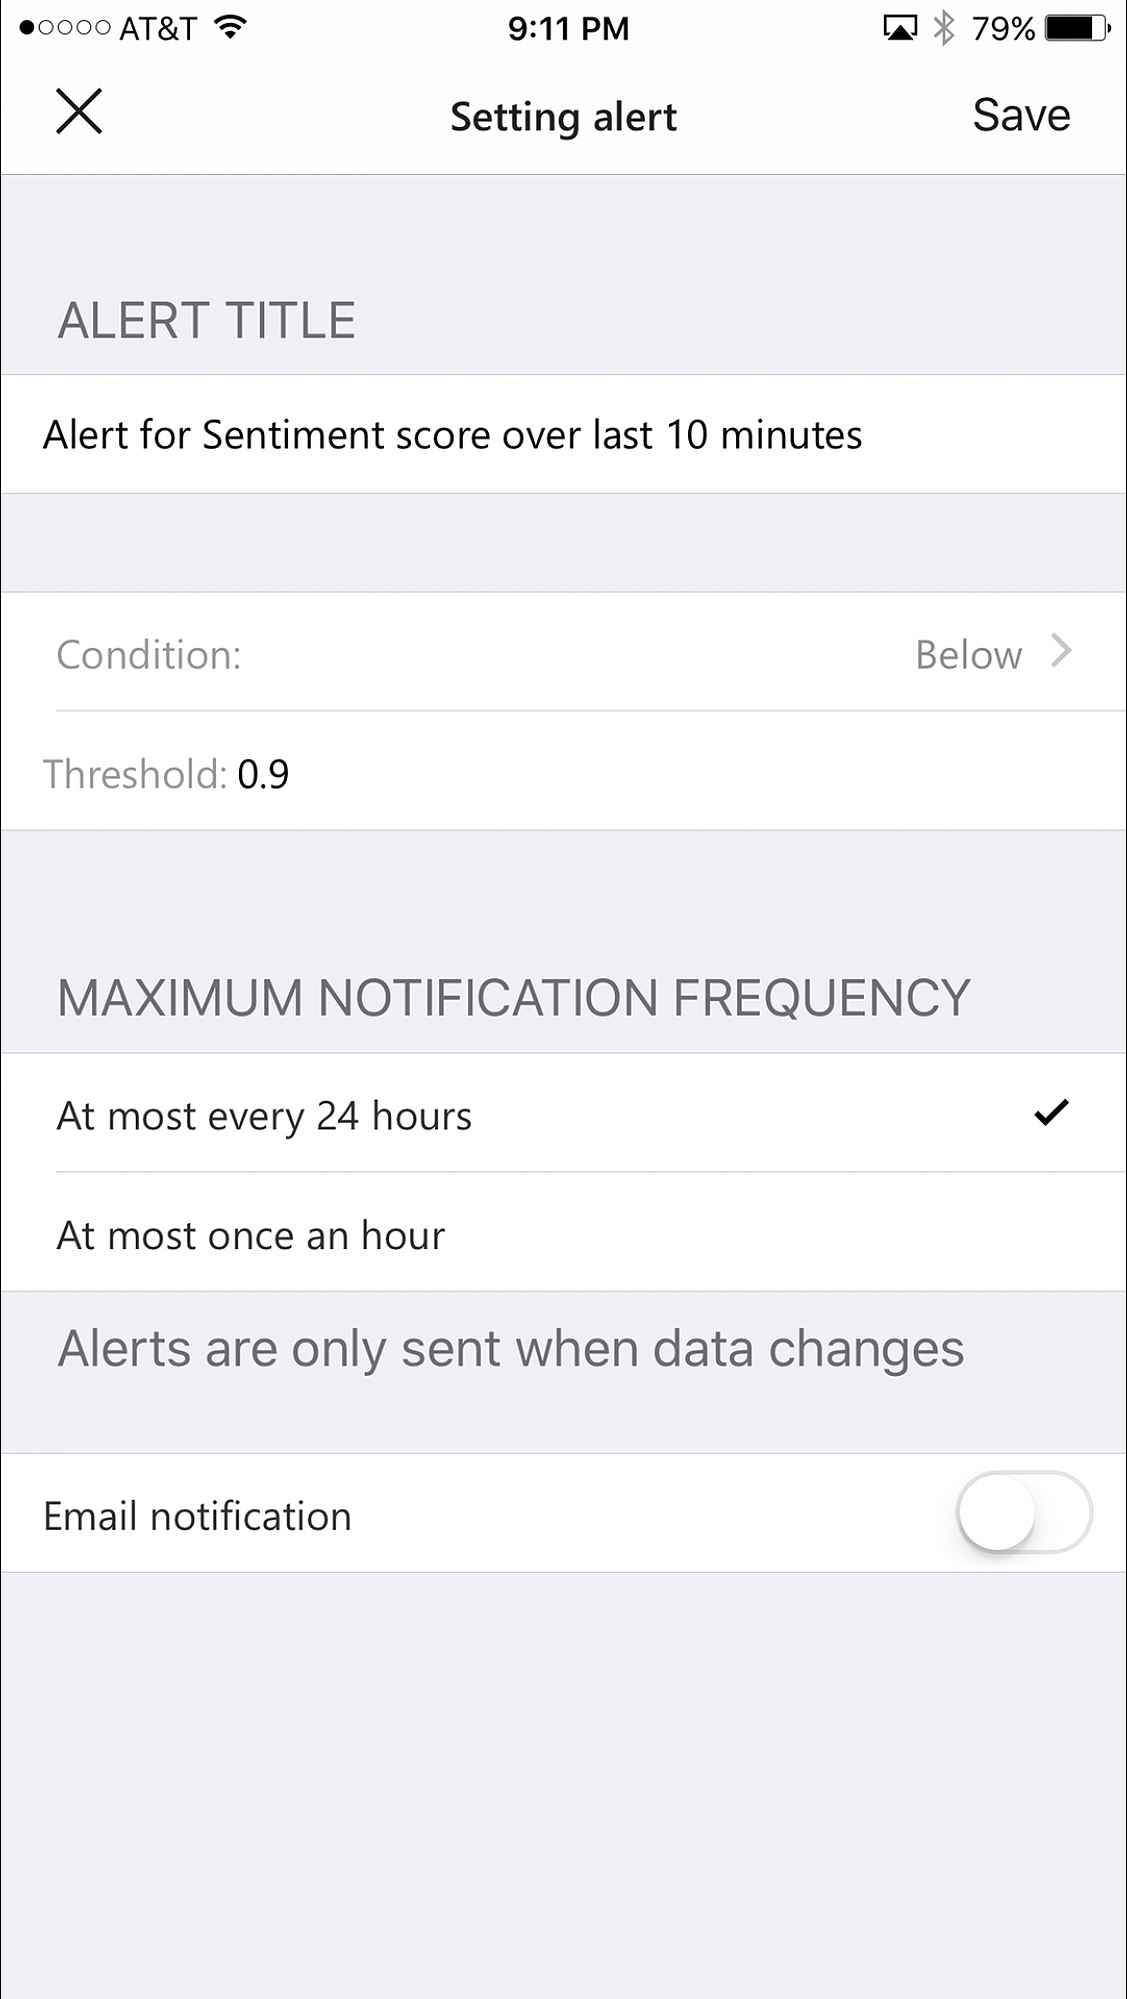 AT&T 9:11 PM 79%
Setting alert Save
ALERT TITLE
Alert for Sentiment score over last 10 minutes
Condition: Below
Threshold: 0.9
MAXIMUM NOTIFICATION FREQUENCY
At most every 24 hours
At most once an hour
Alerts are only sent when data changes
Email notification